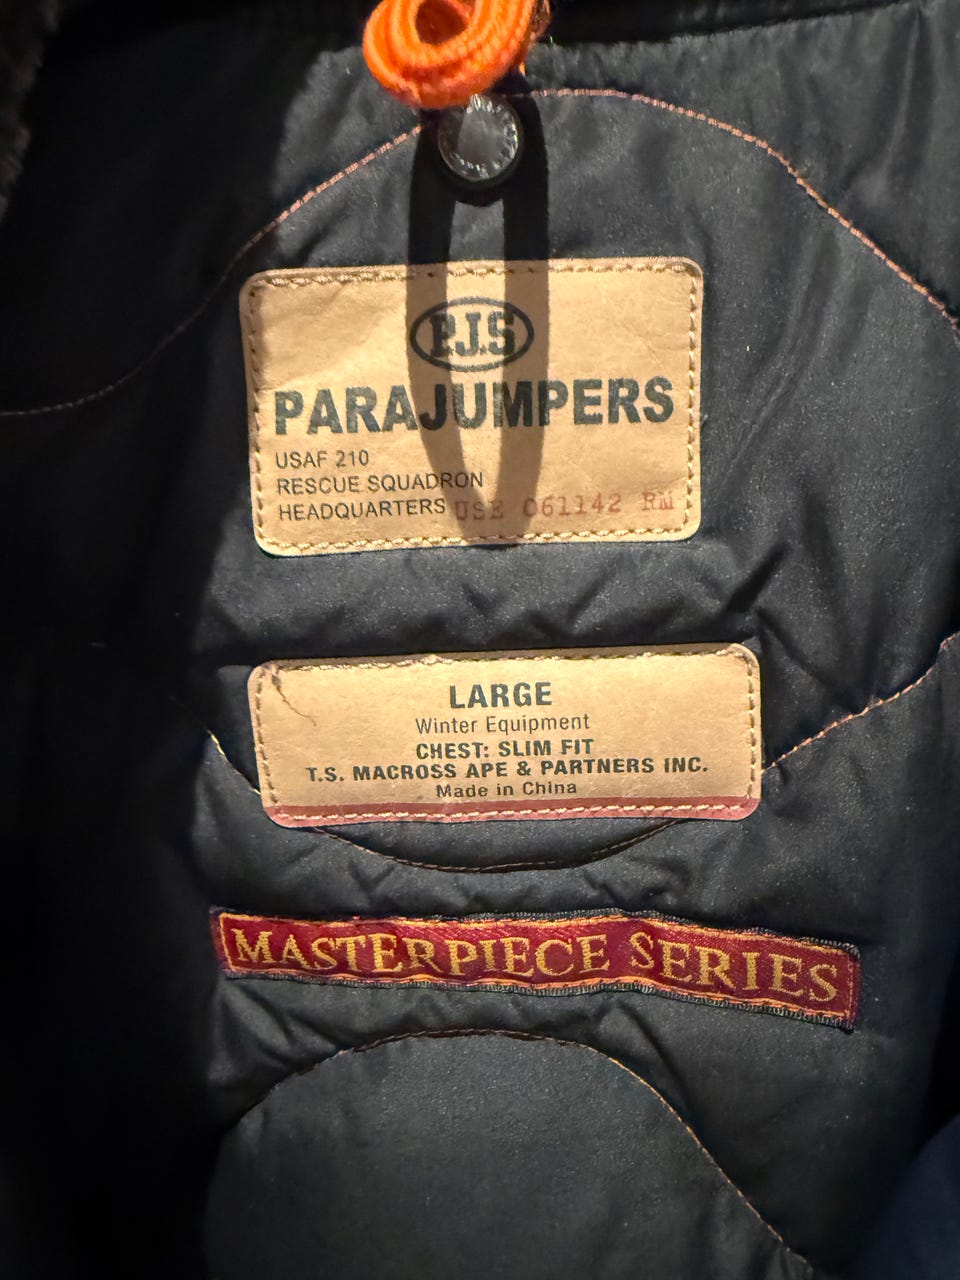 P.J.S
PARAJUMPERS
USAF 210
RESCUE SQUADRON
HEADQUARTERS USE 061142 RM
LARGE
Winter Equipment
CHEST: SLIM FIT
T.S. MACROSS APE & PARTNERS INC.
Made in China
MASTERPIECE SERIES